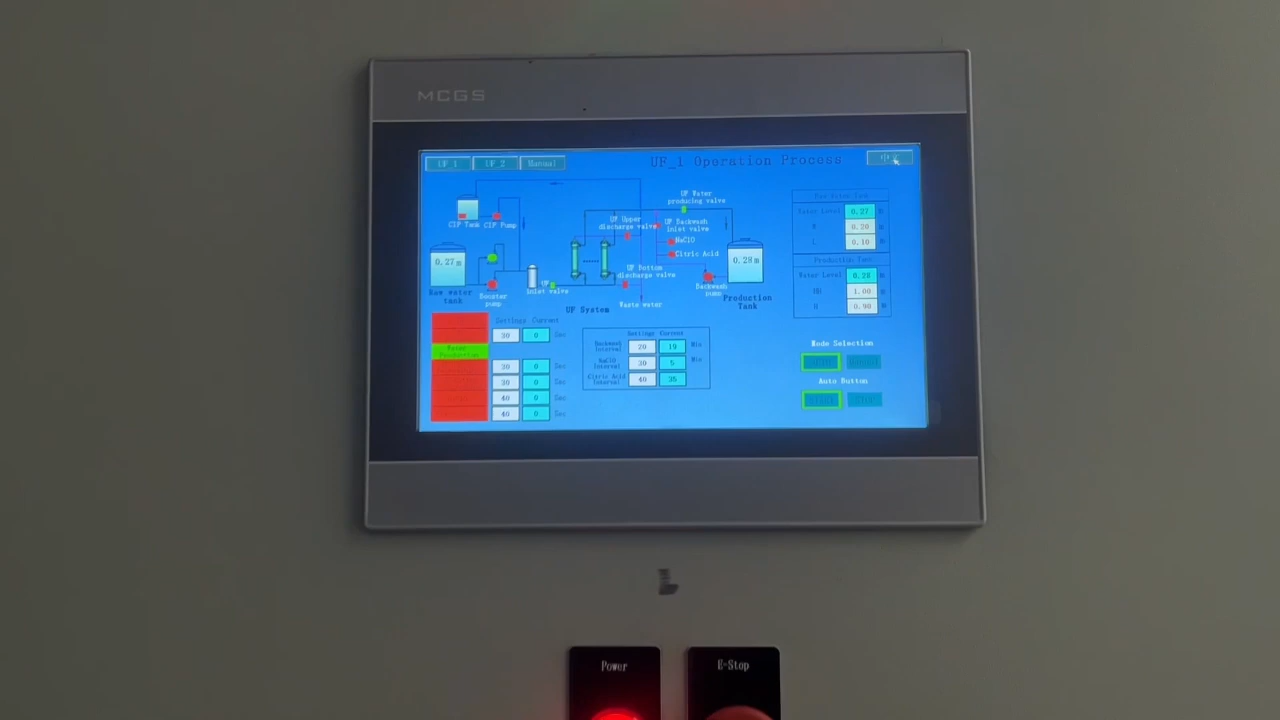 MCGS
UF_1 UF_2 Manual
UF_1 Operation Process
CIP Tank CIP Pump
UF Water
producing valve
UF Upper
discharge valve
UF Backwash
inlet valve
NaClO
Citric Acid
0.27m
Raw water
tank
Booster
pump
UF
inlet valve
UF Bottom
discharge valve
Waste water
UF System
Backwash
pump
0.28m
Production
Tank
Water Level 0.27
0.20
L 0.10
Production Tank
Water Level 0.28
HH 1.00
H 0.90
Settings Current
30 0 Sec
Water
Production
0 Sec
30 0 Sec
40 0 Sec
40 0 Sec
Settings Current
Backwash
Interval 20 19 Min
NaClO
Interval 30 5 Min
Citric Acid
Interval 40 35
Mode Selection
Auto Button
Power
E-Stop